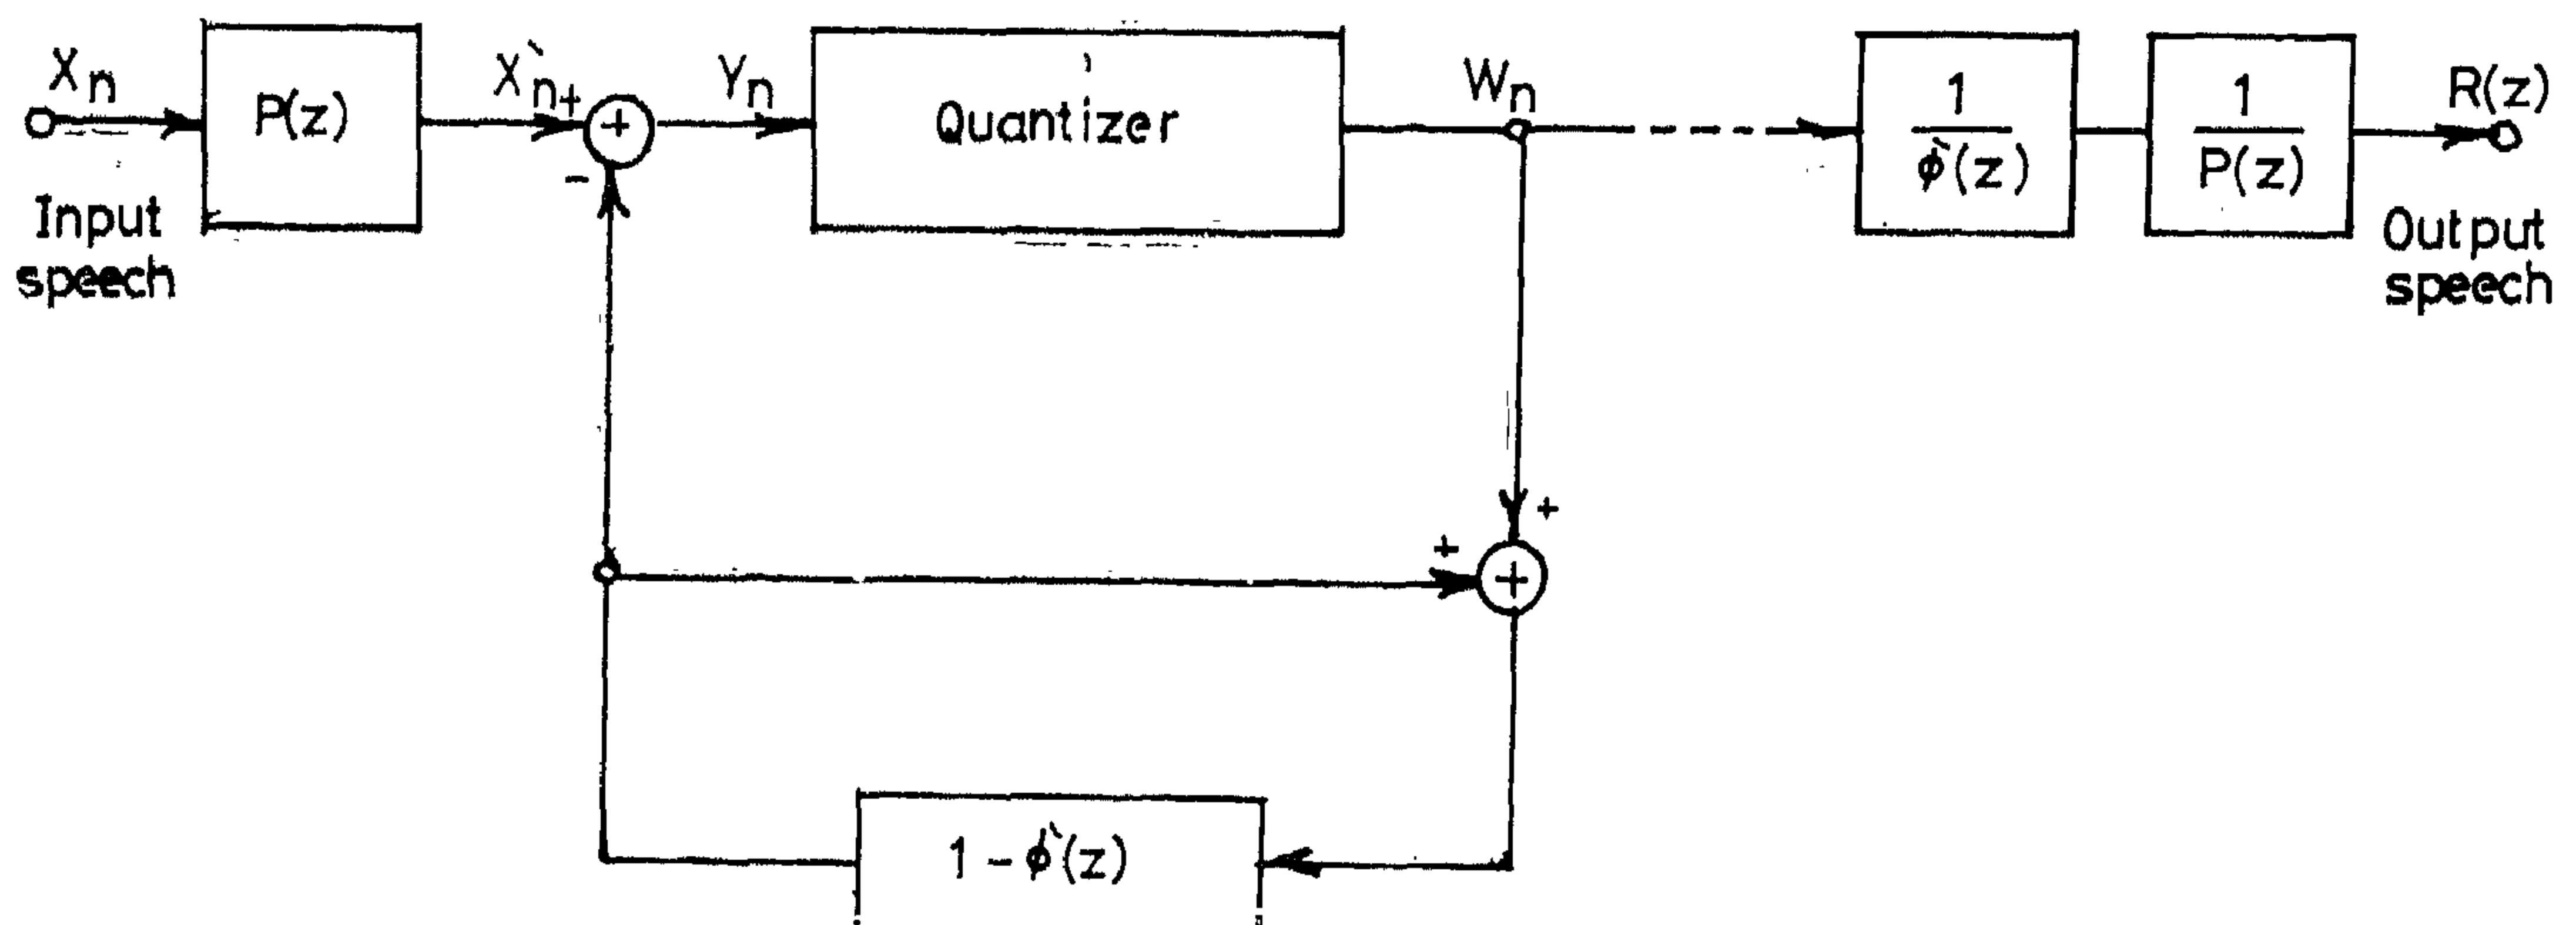 Xn
P(z)
X`n
+
+
-
Yn
Quantizer
Wn
1
ϕ`(z)
1
P(z)
R(z)
Input
speech
Output
speech
+
+
+
1 - ϕ`(z)